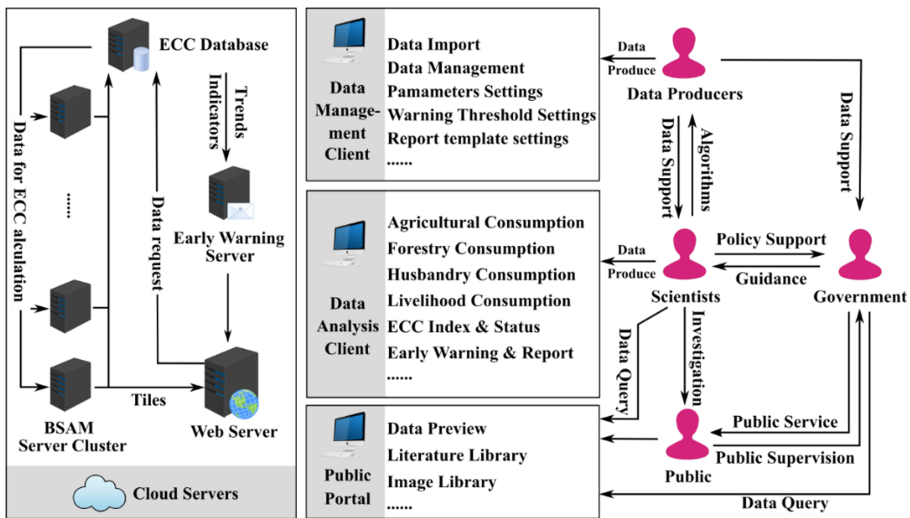 ECC Database
Data for ECC alculation
......
Trends
Indicators
Data request
Early Warning
Server
Tiles
BSAM
Server Cluster
Web Server
Cloud Servers
Data
Manage-
ment
Client
Data Import
Data Management
Pamameters Settings
Warning Threshold Settings
Report template settings
......
Data
Analysis
Client
Agricultural Consumption
Forestry Consumption
Husbandry Consumption
Livelihood Consumption
ECC Index & Status
Early Warning & Report
......
Public
Portal
Data Preview
Literature Library
Image Library
......
Data
Produce
Data Producers
Data Support
Algorithms
Data Support
Data
Produce
Scientists
Policy Support
Guidance
Government
Data Query
Investigation
Public
Public Service
Public Supervision
Data Query